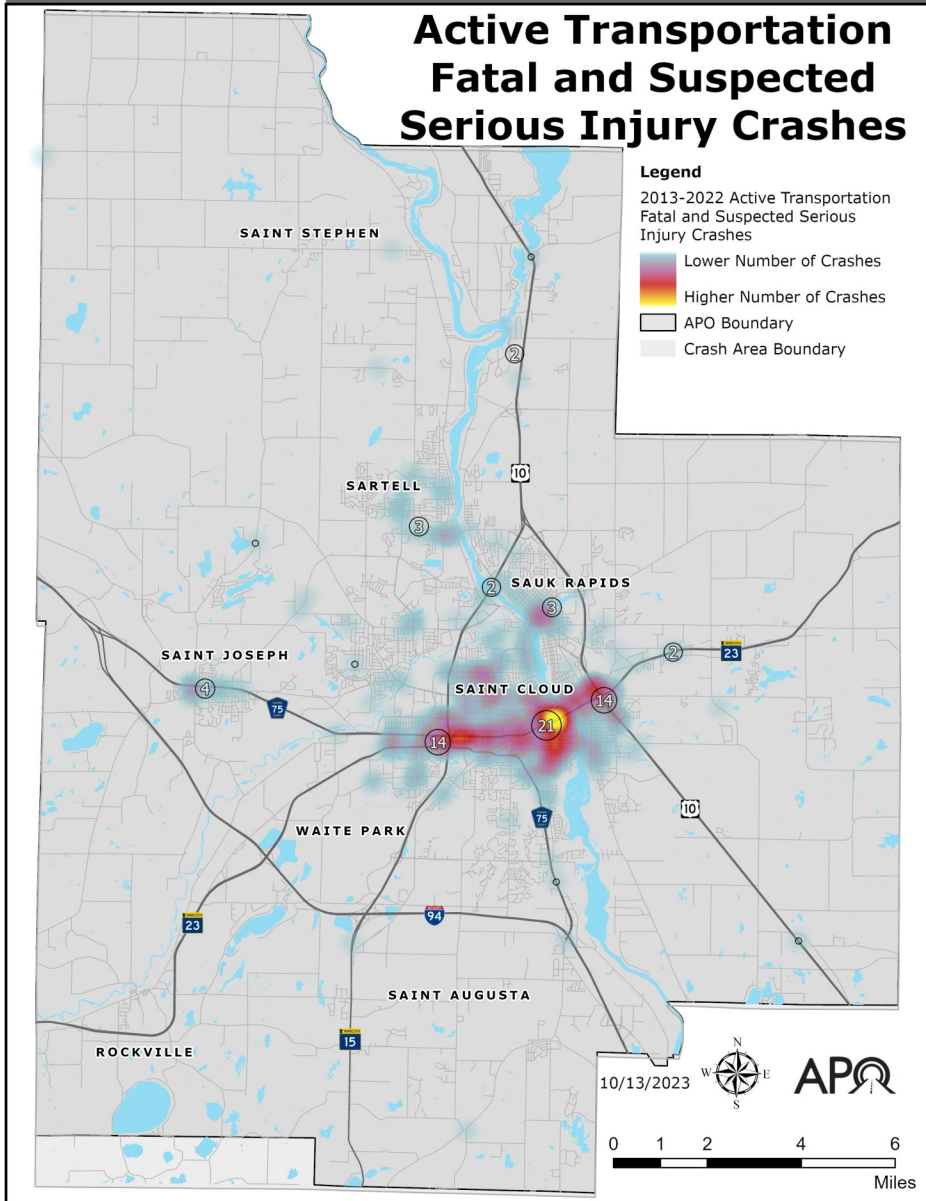 Active Transportation
Fatal and Suspected
Serious Injury Crashes
Legend
2013-2022 Active Transportation
Fatal and Suspected Serious
Injury Crashes
Lower Number of Crashes
Higher Number of Crashes
APO Boundary
Crash Area Boundary
SAINT STEPHEN
2
10
SARTELL
3
2
SAUK RAPIDS
3
SAINT JOSEPH
2
MINNESOTA
23
4
SAINT CLOUD
14
75
21
14
10
75
WAITE PARK
MINNESOTA
23
94
SAINT AUGUSTA
MINNESOTA
15
ROCKVILLE
10/13/2023
N
W
E
S
APO
0 1 2 4 6
Miles